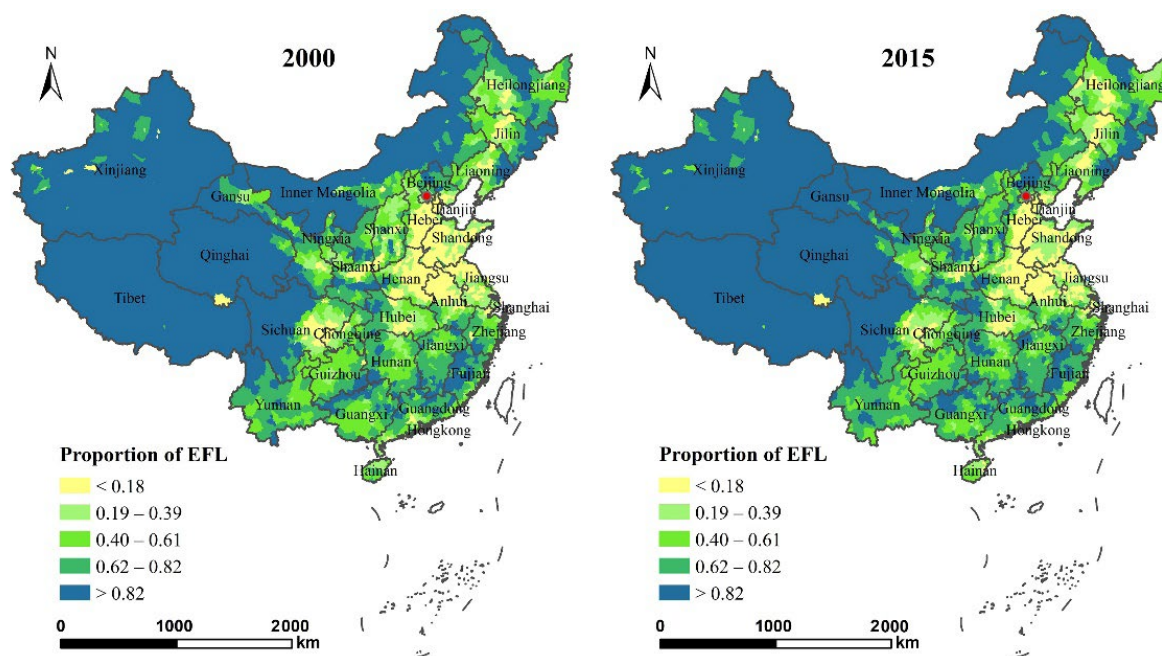 N
2000
Heilongjiang
Jilin
Liaoning
Xinjiang
Inner Mongolia
Beijing
Tianjin
Gansu
Hebei
Shanxi
Ningxia
Shandong
Qinghai
Shaanxi
Henan
Jiangsu
Tibet
Anhui
Shanghai
Hubei
Sichuan
Chongqing
Zhejiang
Jiangxi
Hunan
Guizhou
Fujian
Yunnan
Guangxi
Guangdong
Hongkong
Hainan
Proportion of EFL
< 0.18
0.19 – 0.39
0.40 – 0.61
0.62 – 0.82
> 0.82
0 1000 2000
km
N
2015
Heilongjiang
Jilin
Liaoning
Xinjiang
Inner Mongolia
Beijing
Tianjin
Gansu
Hebei
Shanxi
Ningxia
Shandong
Qinghai
Shaanxi
Henan
Jiangsu
Tibet
Anhui
Shanghai
Hubei
Sichuan
Chongqing
Zhejiang
Jiangxi
Hunan
Guizhou
Fujian
Yunnan
Guangxi
Guangdong
Hongkong
Hainan
Proportion of EFL
< 0.18
0.19 – 0.39
0.40 – 0.61
0.62 – 0.82
> 0.82
0 1000 2000
km